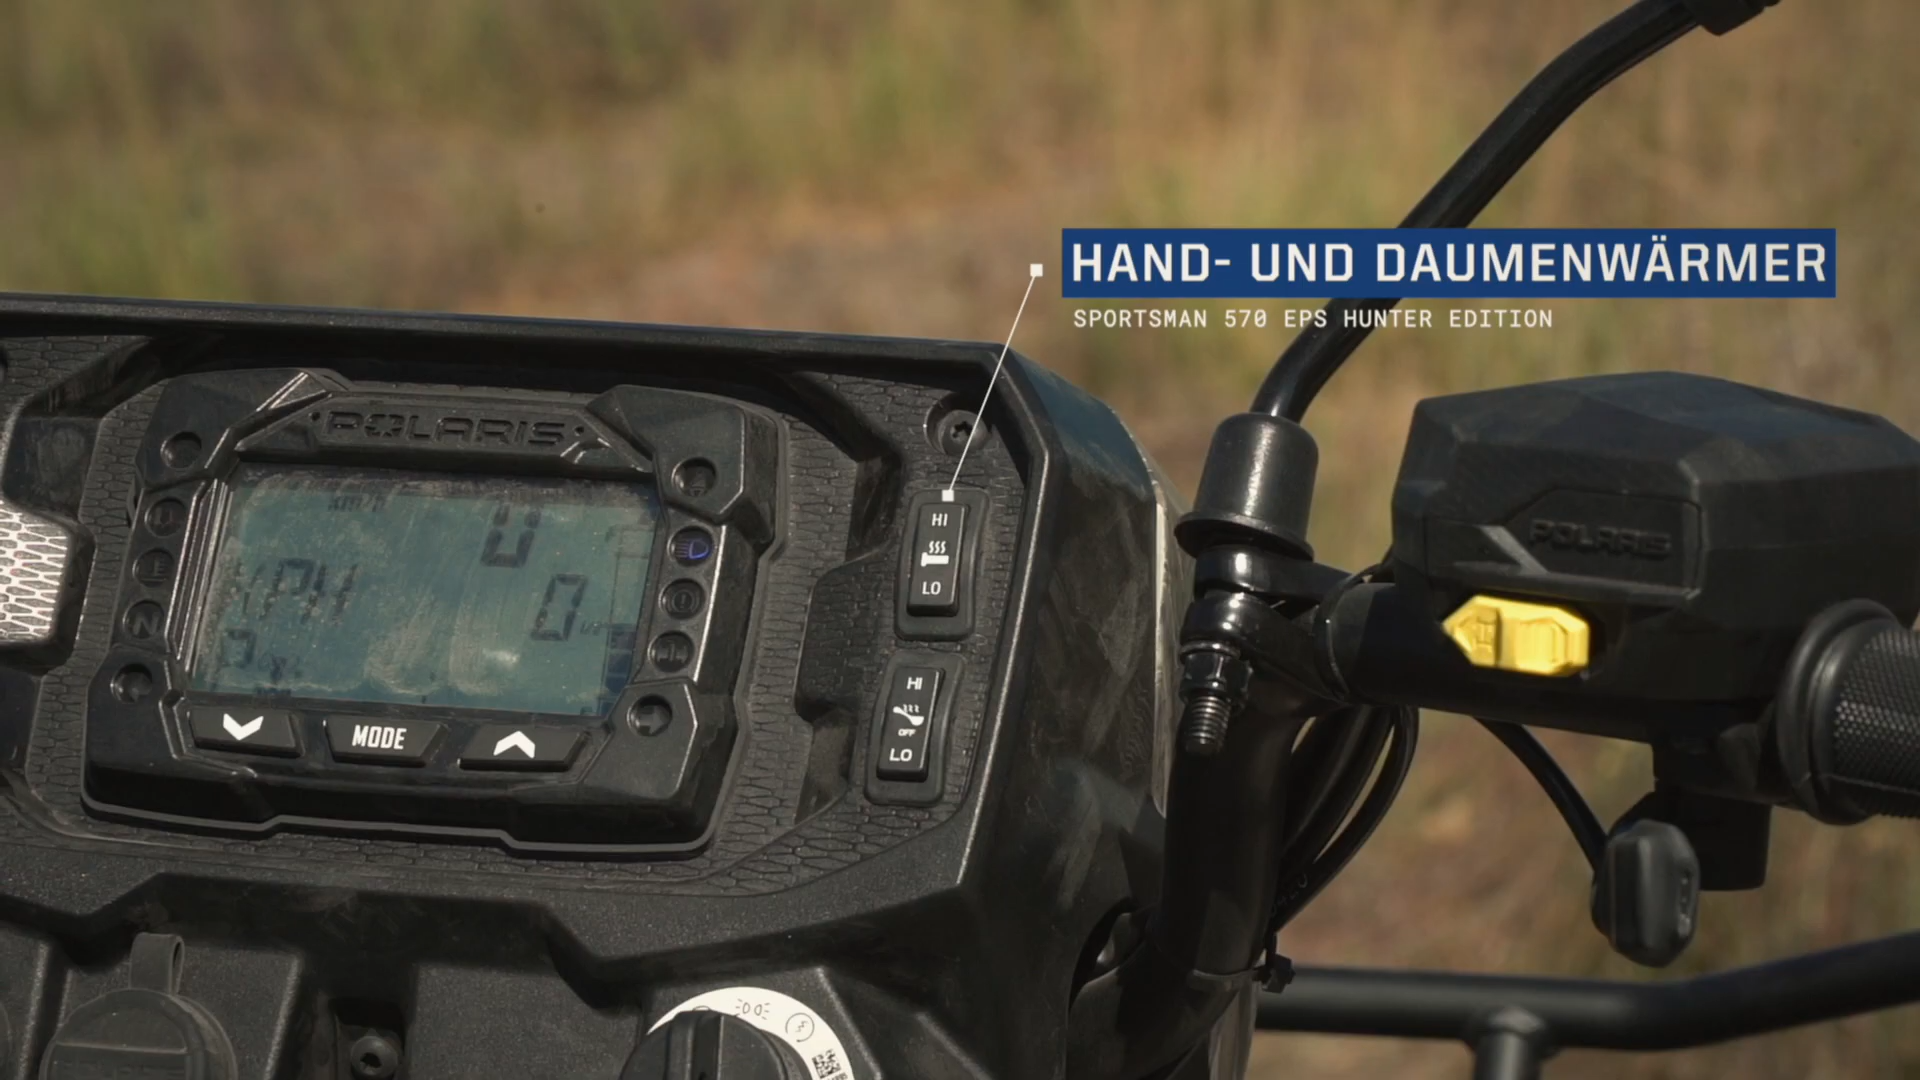 HAND- UND DAUMENWÄRMER
SPORTSMAN 570 EPS HUNTER EDITION
POLARIS
HI
LO
HI
OFF
LO
MODE
POLARIS
N